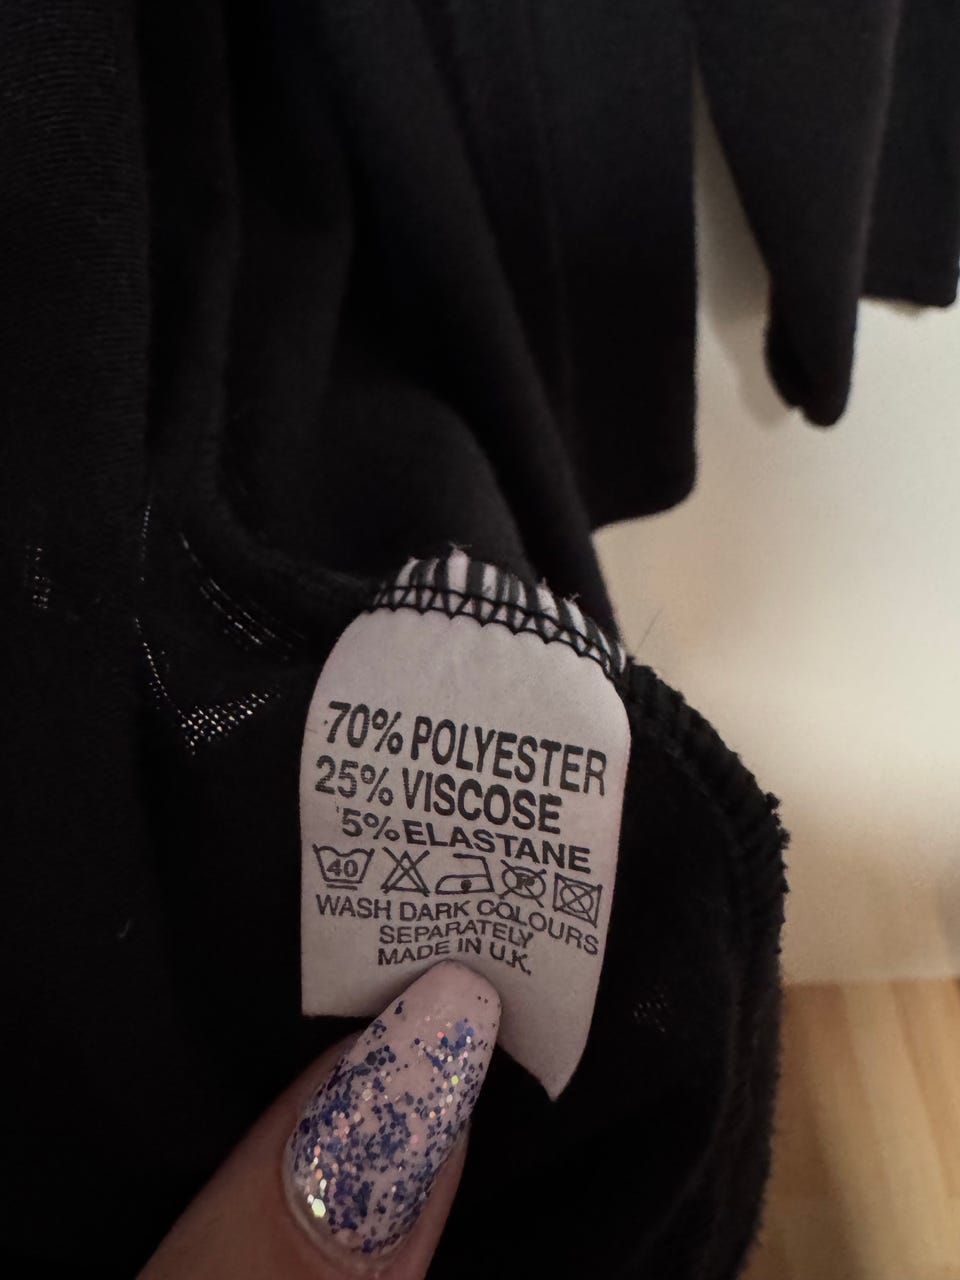 70% POLYESTER
25% VISCOSE
5% ELASTANE
40 P
WASH DARK COLOURS
SEPARATELY
MADE IN U.K.